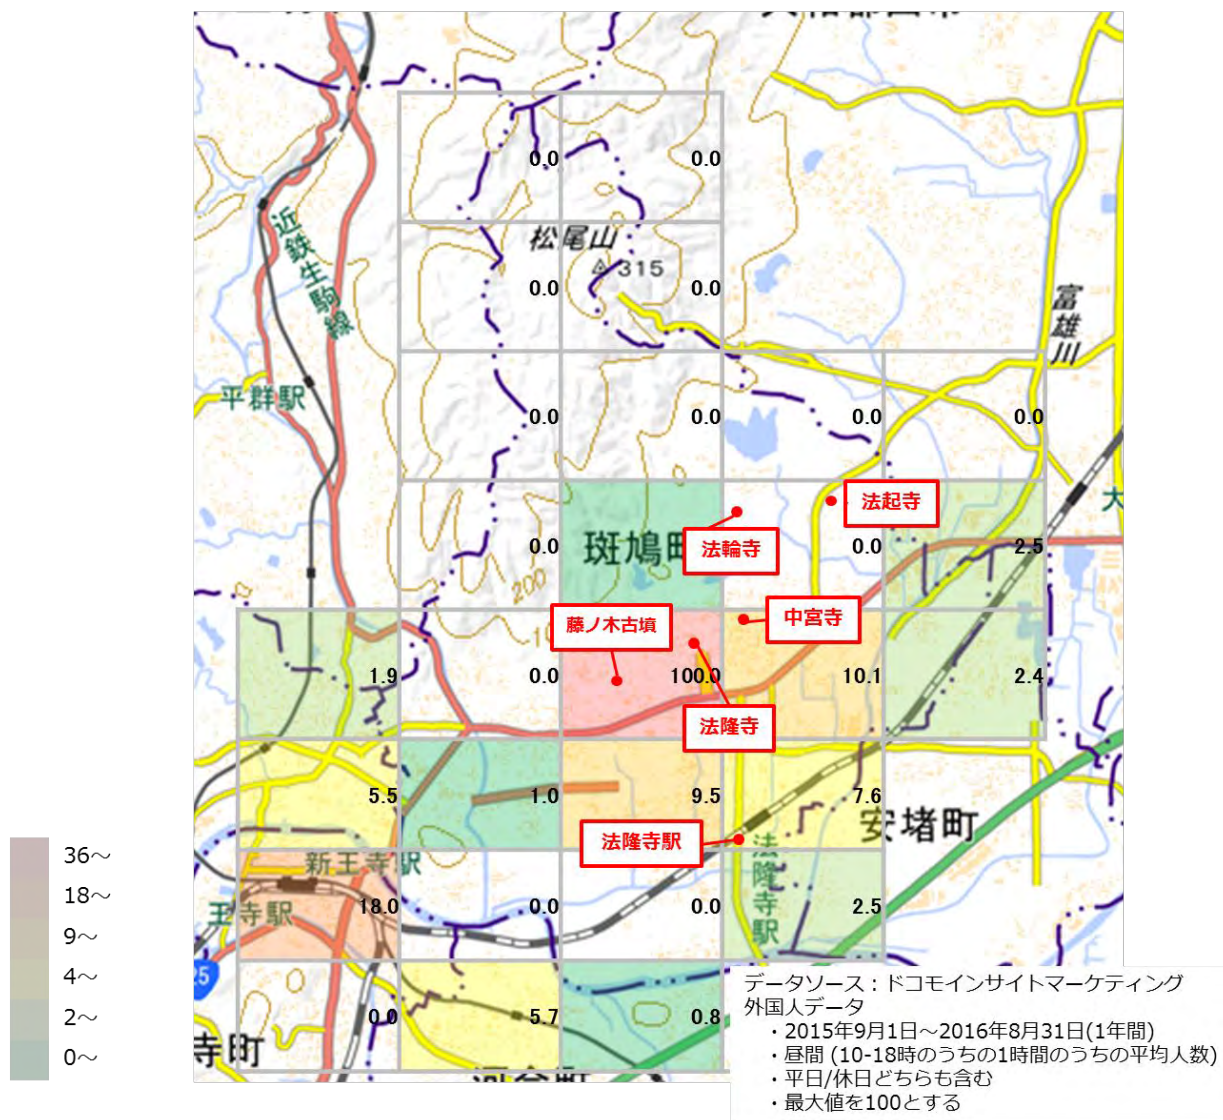 0.0
0.0
松尾山
315
0.0
0.0
近鉄生駒線
富雄川
平群駅
0.0
0.0
0.0
0.0
法起寺
大
斑鳩町
法輪寺
0.0
0.0
2.5
200
藤ノ木古墳
中宮寺
1.9
0.0
100.0
10.1
2.4
法隆寺
5.5
1.0
9.5
7.6
安堵町
法隆寺駅
新王寺駅
法隆寺駅
王寺駅
18.0
0.0
0.0
2.5
25
0.0
5.7
0.8
寺町
36~
18~
9~
4~
2~
0~
データソース:ドコモインサイトマーケティング
外国人データ
・2015年9月1日~2016年8月31日(1年間)
・昼間 (10-18時のうちの1時間のうちの平均人数)
・平日/休日どちらも含む
・最大値を100とする